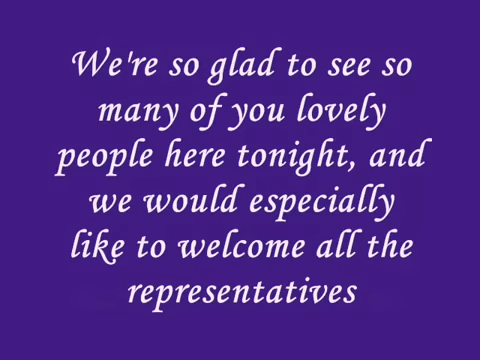 We're so glad to see so
many of you lovely
people here tonight, and
we would especially
like to welcome all the
representatives